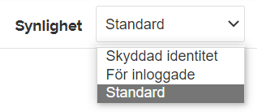 Synlighet Standard
Skyddad identitet
För inloggade
Standard